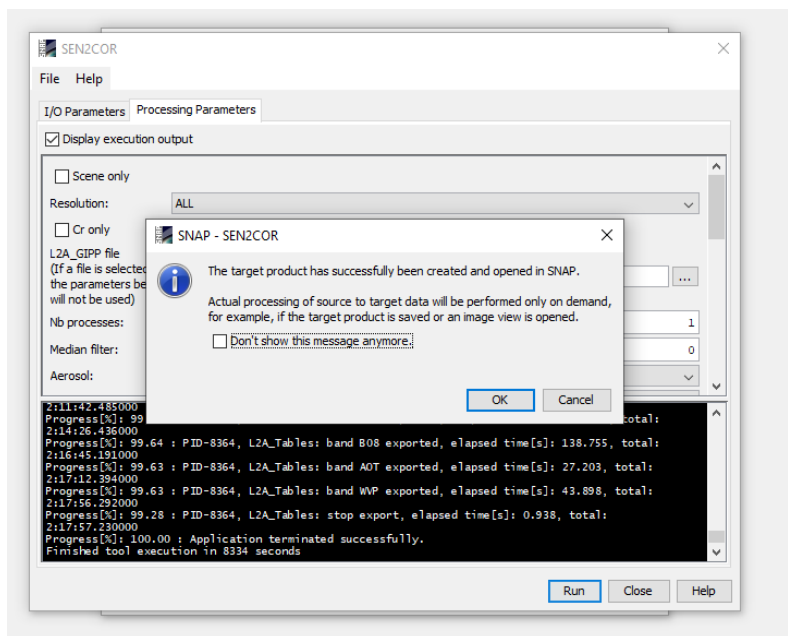 SEN2COR
File Help
I/O Parameters Processing Parameters
Display execution output
Scene only
Resolution: ALL
Cr only
L2A_GIPP file
(If a file is selected
the parameters be
will not be used)
...
Nb processes: 1
Median filter: 0
Aerosol:
SNAP - SEN2COR
The target product has successfully been created and opened in SNAP.
Actual processing of source to target data will be performed only on demand,
for example, if the target product is saved or an image view is opened.
Don't show this message anymore.
OK Cancel
2:11:42.485000
Progress[%]: 99 total:
2:14:26.436000
Progress[%]: 99.64 : PID-8364, L2A_Tables: band B08 exported, elapsed time[s]: 138.755, total:
2:16:45.191000
Progress[%]: 99.63 : PID-8364, L2A_Tables: band AOT exported, elapsed time[s]: 27.203, total:
2:17:12.394000
Progress[%]: 99.63 : PID-8364, L2A_Tables: band WVP exported, elapsed time[s]: 43.898, total:
2:17:56.292000
Progress[%]: 99.28 : PID-8364, L2A_Tables: stop export, elapsed time[s]: 0.938, total:
2:17:57.230000
Progress[%]: 100.00 : Application terminated successfully.
Finished tool execution in 8334 seconds
Run Close Help